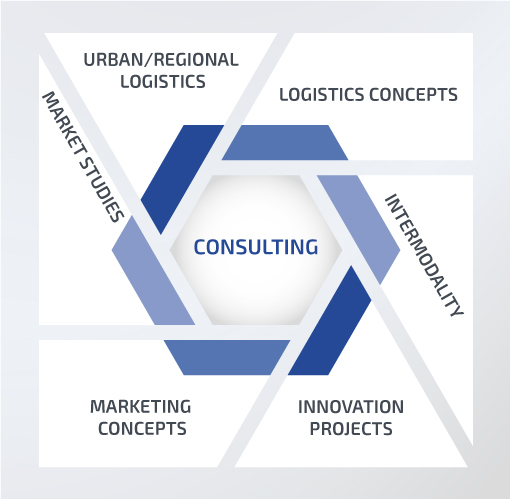 URBAN/REGIONAL
LOGISTICS
LOGISTICS CONCEPTS
MARKET STUDIES
INTERMODALITY
CONSULTING
MARKETING
CONCEPTS
INNOVATION
PROJECTS